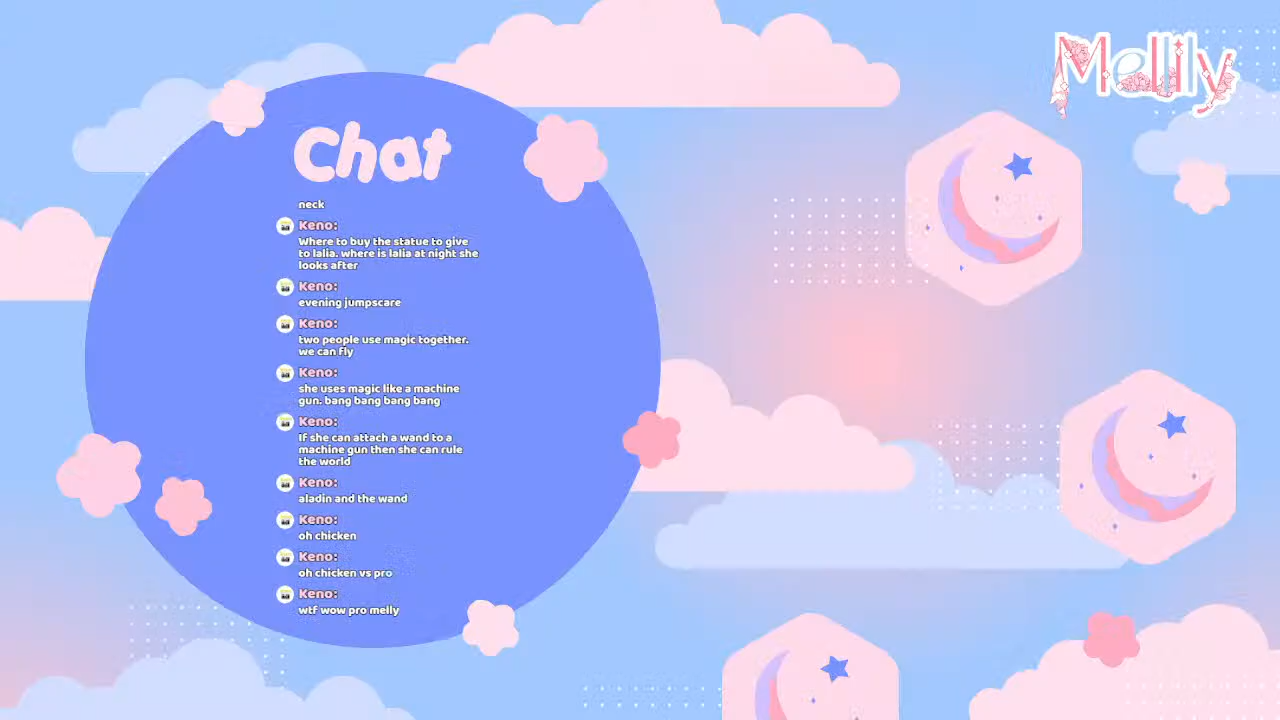 Mellily
Chat
neck
Keno:
Where to buy the statue to give
to lalia. where is lalia at night she
looks after
Keno:
evening jumpscare
Keno:
two people use magic together.
we can fly
Keno:
she uses magic like a machine
gun. bang bang bang bang
Keno:
If she can attach a wand to a
machine gun then she can rule
the world
Keno:
aladin and the wand
Keno:
oh chicken
Keno:
oh chicken vs pro
Keno:
wtf wow pro melly